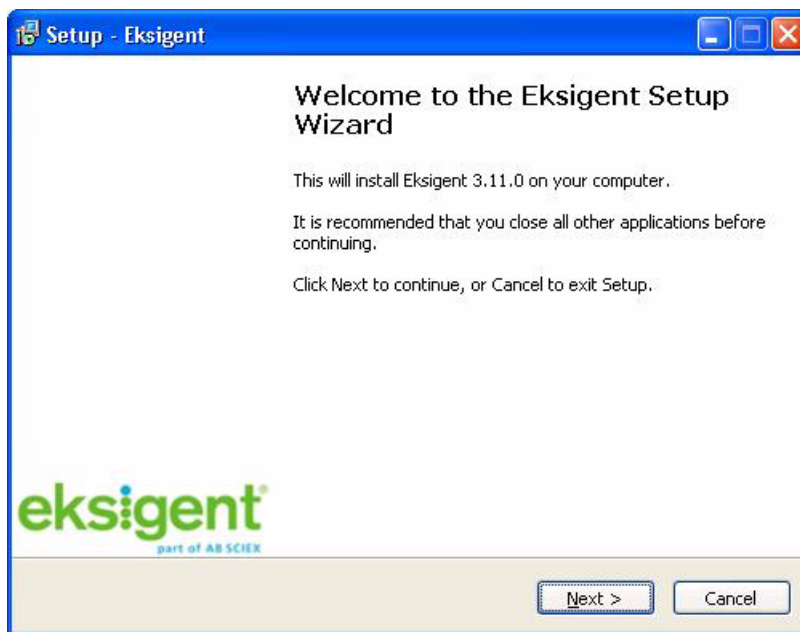 Setup - Eksigent
Welcome to the Eksigent Setup
Wizard
This will install Eksigent 3.11.0 on your computer.
It is recommended that you close all other applications before
continuing.
Click Next to continue, or Cancel to exit Setup.
eksigent®
part of AB SCIEX
Next > Cancel